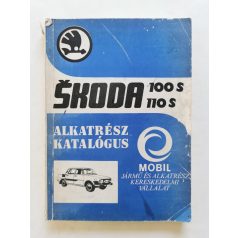 ŠKODA 100 S
110 S
ALKATRÉSZ
KATALÓGUS
MOBIL
JÁRMŰ ÉS ALKATRÉSZ
KERESKEDELMI
VÁLLALAT